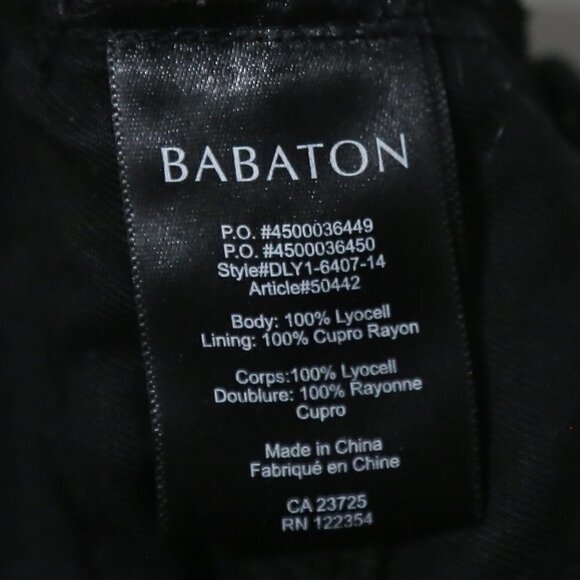 BABATON
P.O. #4500036449
P.O. #4500036450
Style#DLY1-6407-14
Article#50442
Body: 100% Lyocell
Lining: 100% Cupro Rayon
Corps:100% Lyocell
Doublure: 100% Rayonne
Cupro
Made in China
Fabriqué en Chine
CA 23725
RN 122354